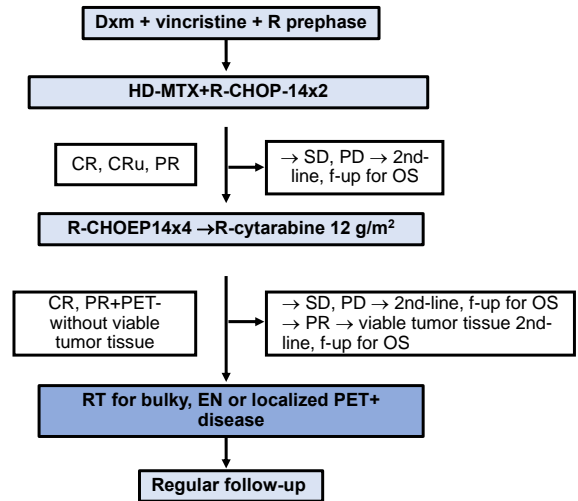 Dxm + vincristine + R prephase
HD-MTX+R-CHOP-14x2
CR, CRu, PR
→ SD, PD → 2nd-
line, f-up for OS
R-CHOEP14x4 →R-cytarabine 12 g/m²
CR, PR+PET-
without viable
tumor tissue
→ SD, PD → 2nd-line, f-up for OS
→ PR → viable tumor tissue 2nd-
line, f-up for OS
RT for bulky, EN or localized PET+
disease
Regular follow-up